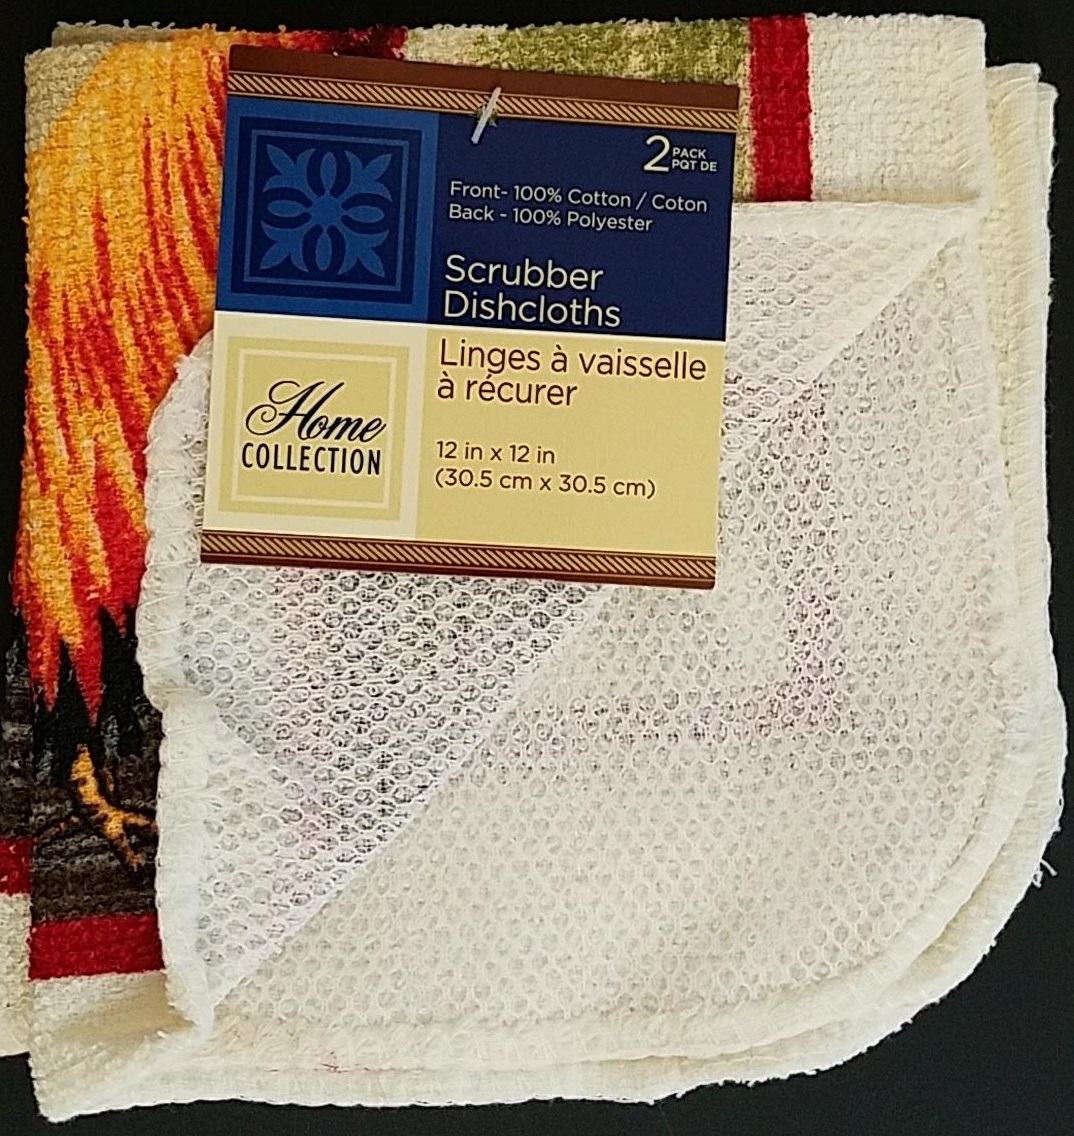 2 PACK
PQT DE
Front- 100% Cotton / Coton
Back - 100% Polyester
Scrubber
Dishcloths
Linges à vaisselle
à récurer
Home
COLLECTION
12 in x 12 in
(30.5 cm x 30.5 cm)